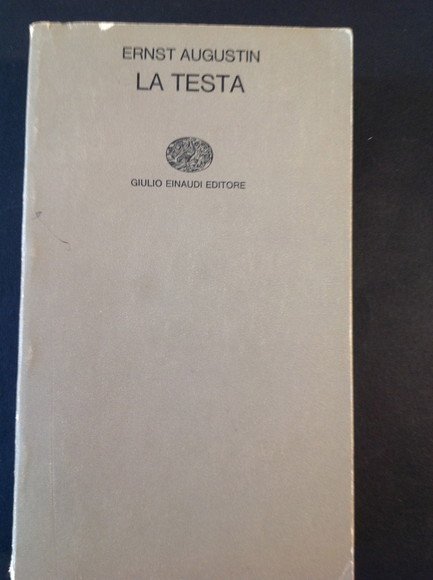 ERNST AUGUSTIN
LA TESTA
GIULIO EINAUDI EDITORE